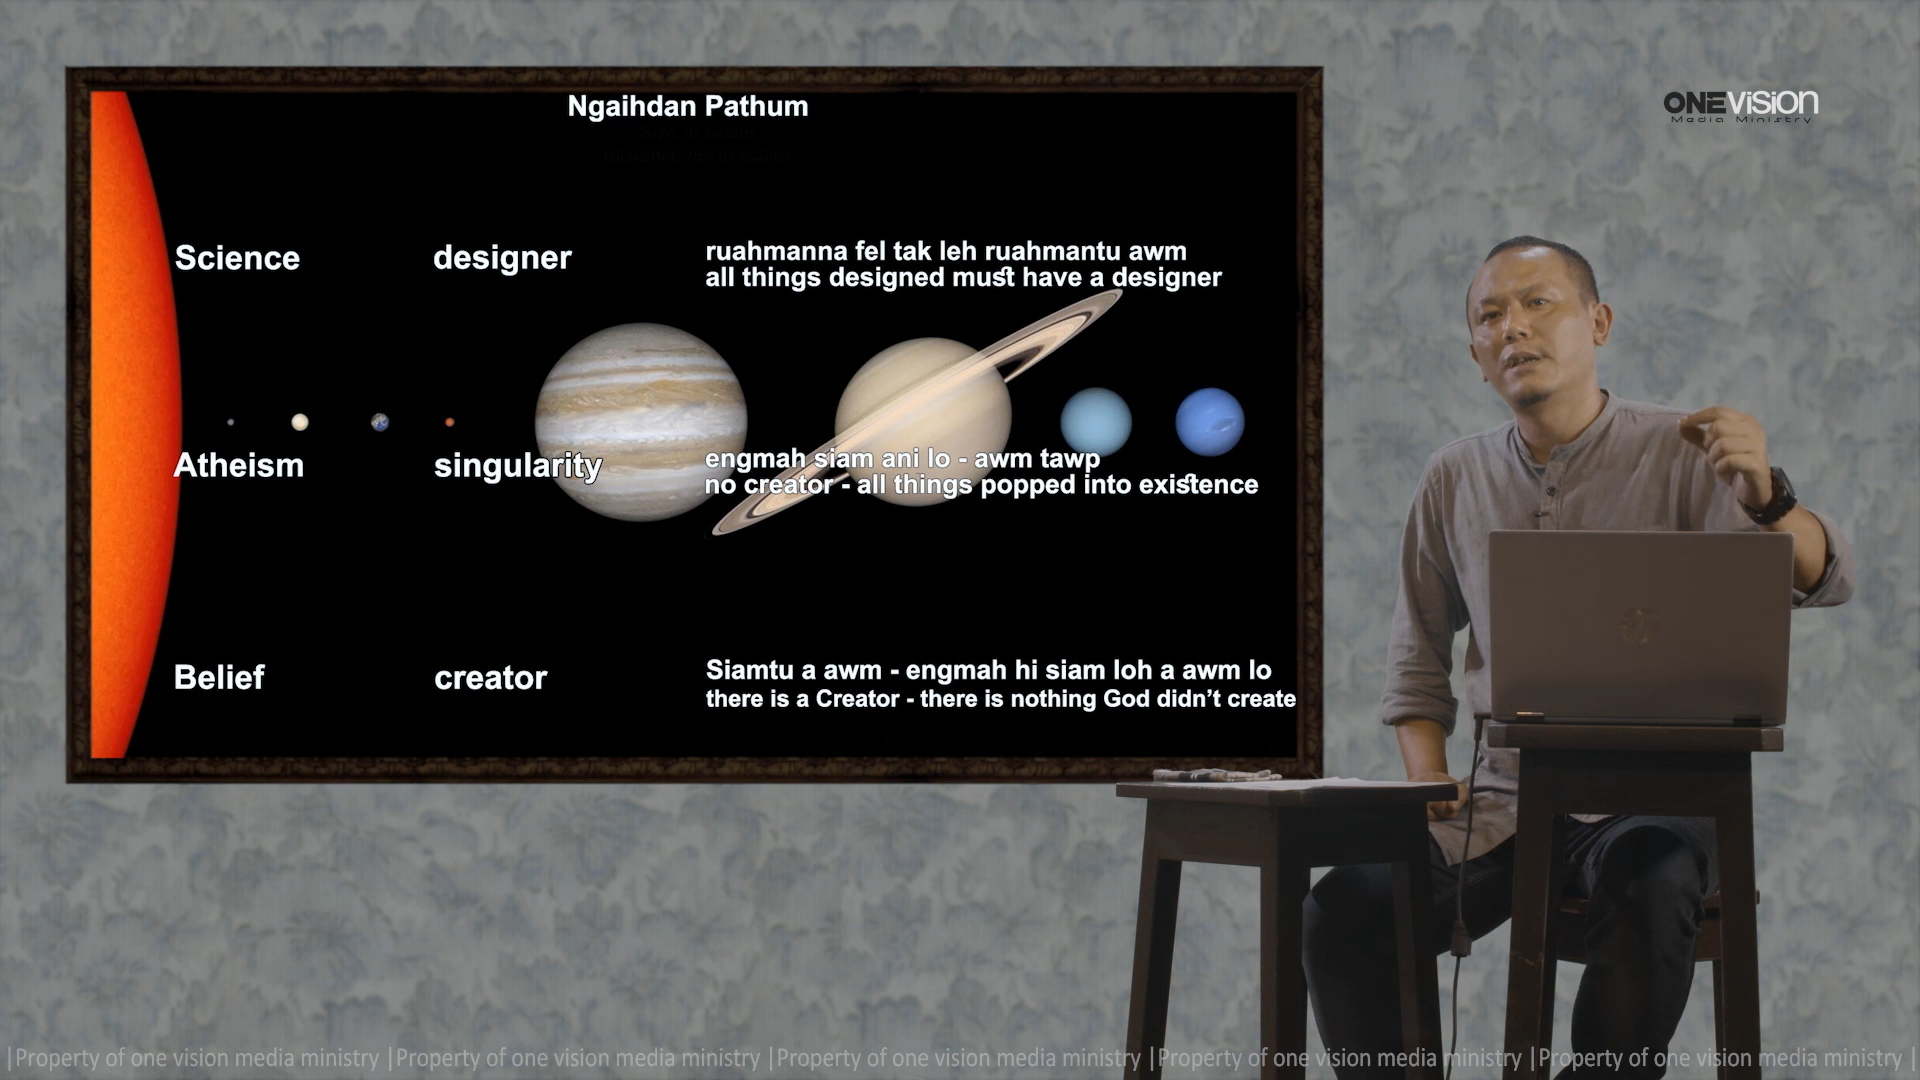 Ngaihdan Pathum
ONEVISION
Media Ministry
Science
designer
ruahmanna fel tak leh ruahmantu awm
all things designed must have a designer
Atheism
singularity
engmah siam ani lo - awm tawp
no creator - all things popped into existence
Belief
creator
Siamtu a awm - engmah hi siam loh a awm lo
there is a Creator - there is nothing God didn't create
|Property of one vision media ministry |Property of one vision media ministry |Property of one vision media ministry |Property of one vision media ministry |Property of one vision media ministry |